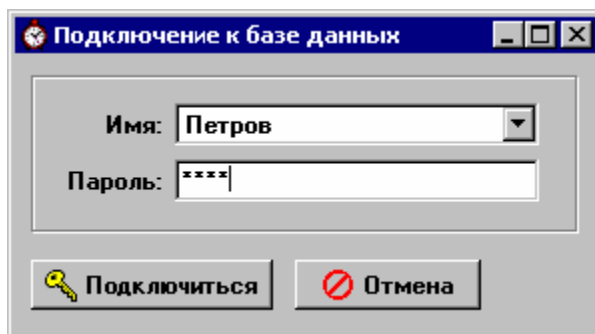 Подключение к базе данных
Имя: Петров
Пароль: ****
Подключиться Отмена